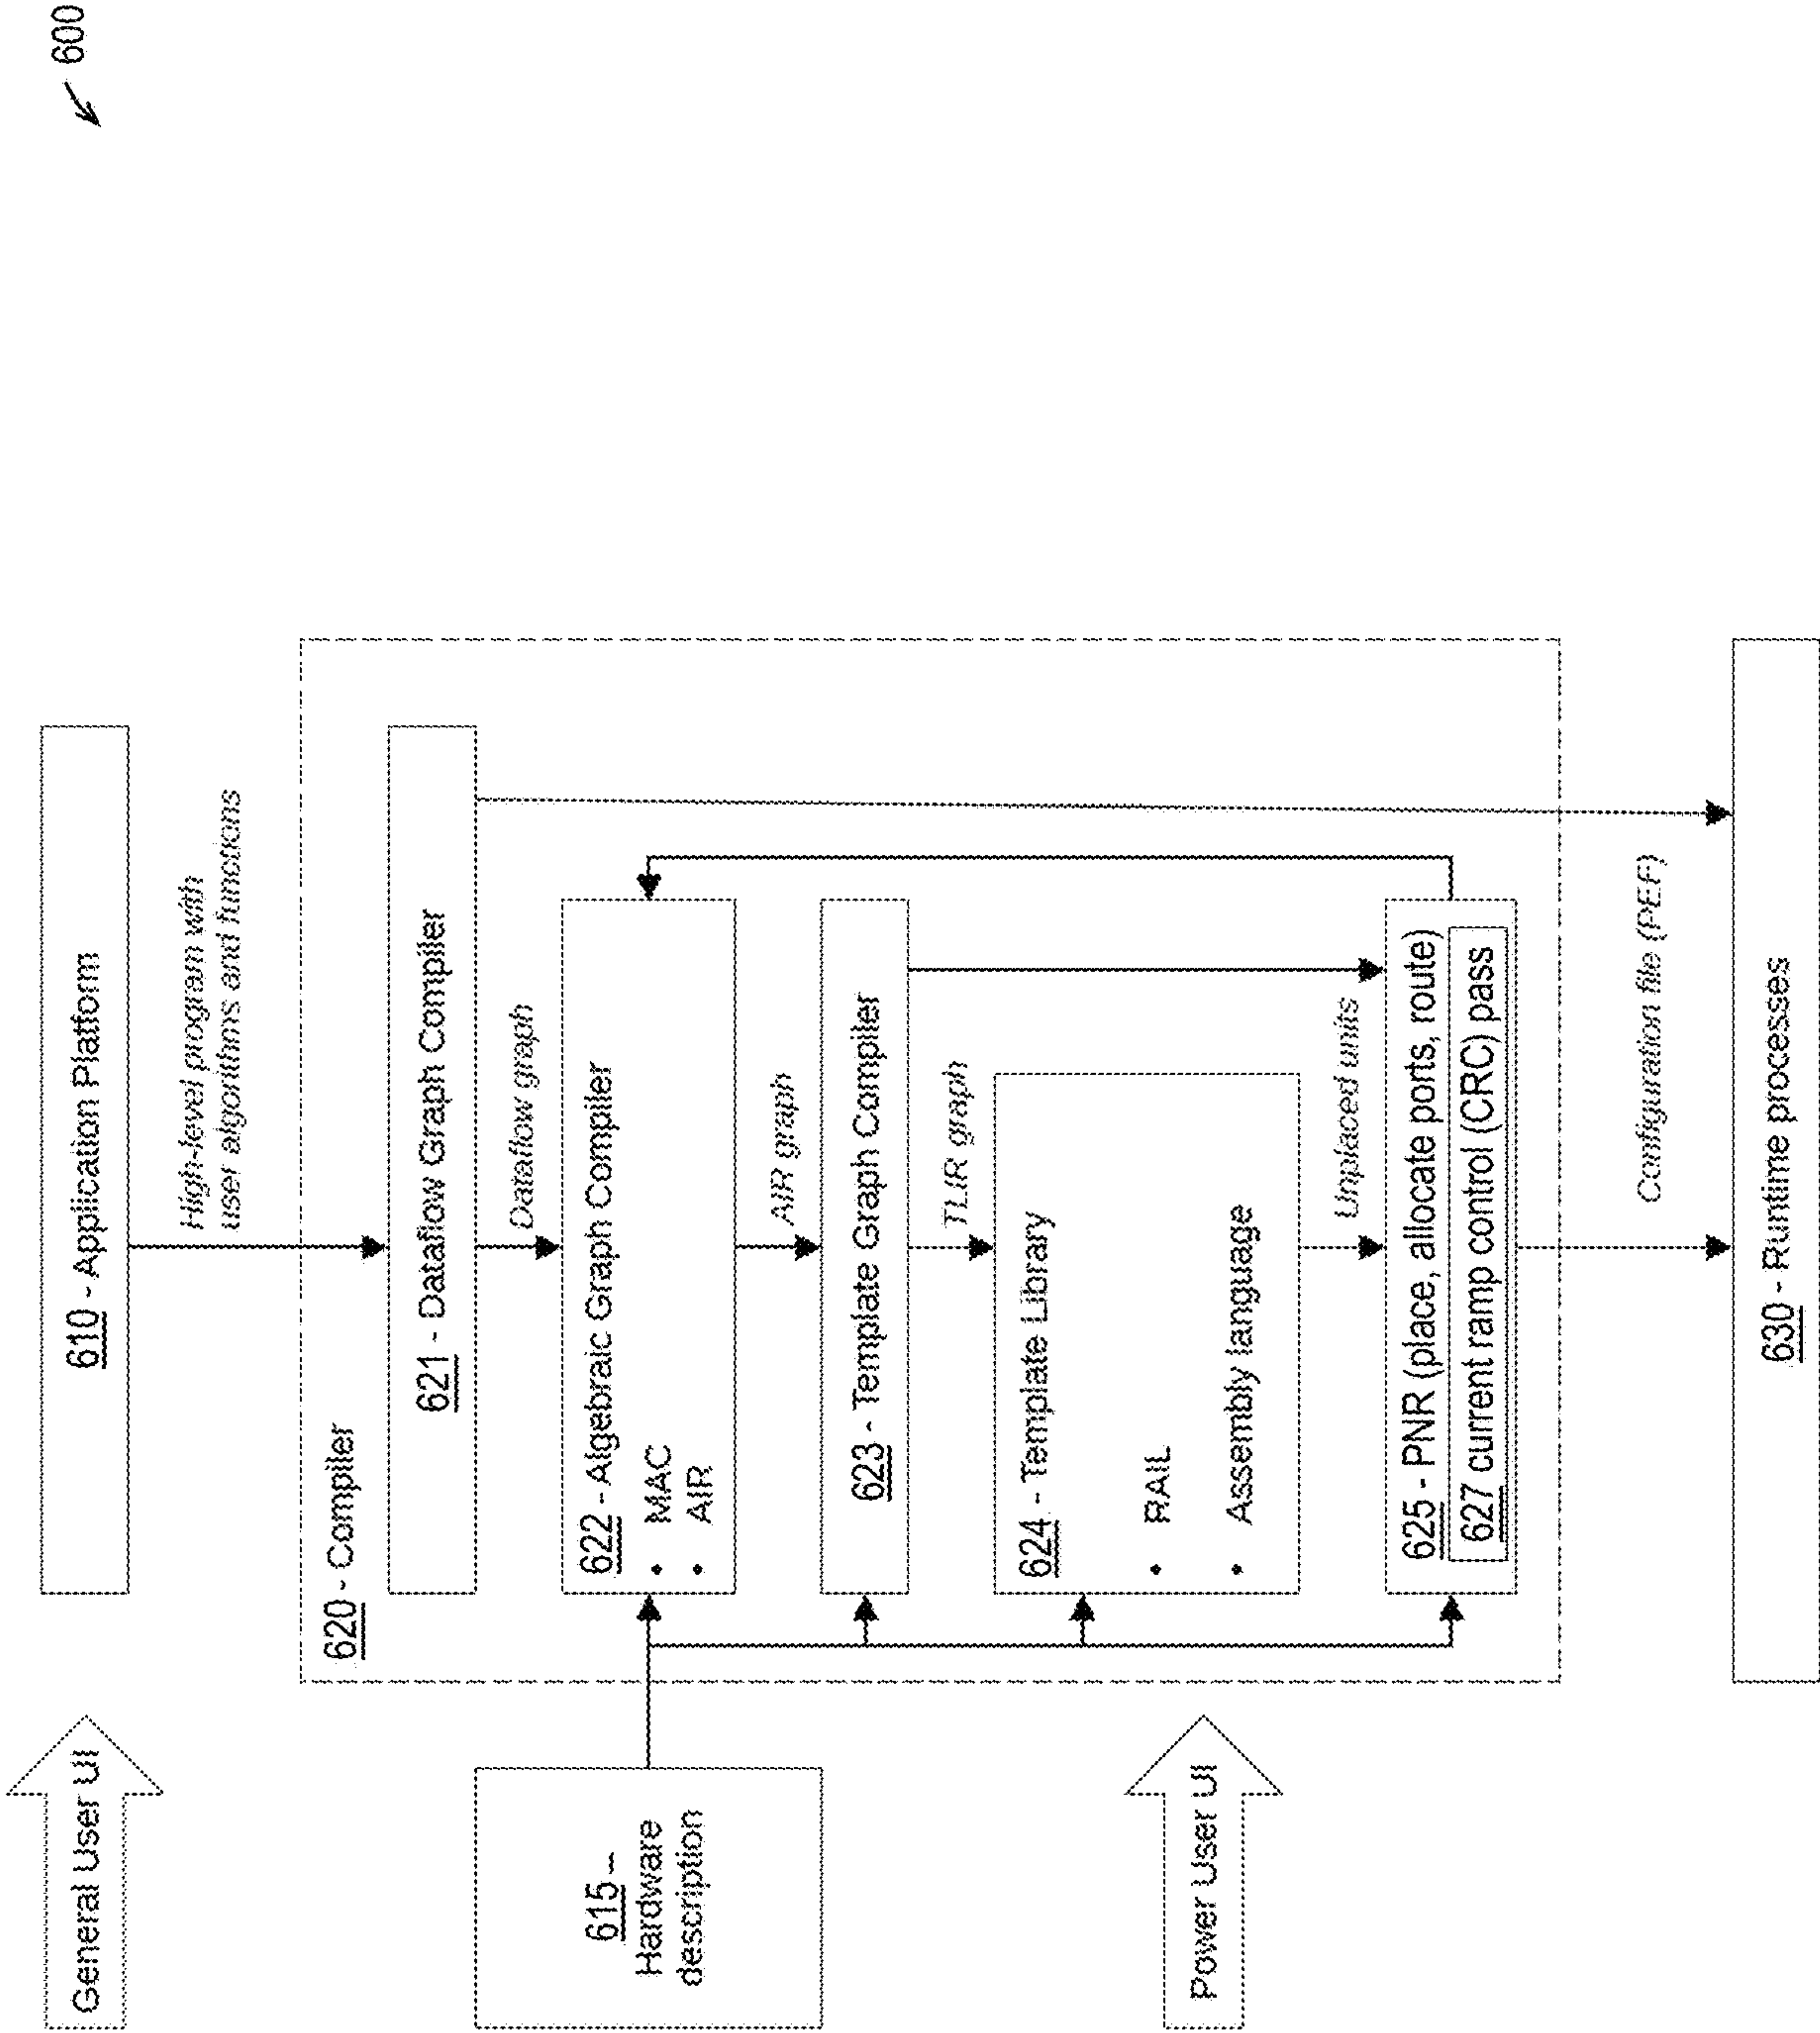 600
General User UI
610 - Application Platform
High-level program with
user algorithms and functions
620 - Compiler
621 - Dataflow Graph Compiler
Dataflow graph
615 –
Hardware
description
622 - Algebraic Graph Compiler
• MAC
• AIR
AIR graph
623 - Template Graph Compiler
TLIR graph
Power User UI
624 - Template Library
• RAIL
• Assembly language
Unplaced units
625 - PNR (place, allocate ports, route)
627 current ramp control (CRC) pass
Configuration file (PEF)
630 - Runtime processes